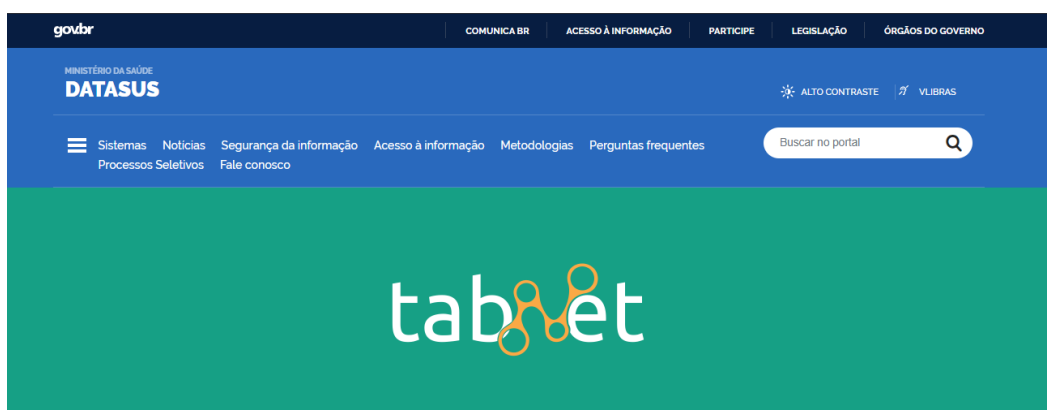 gov.br COMUNICA BR ACESSO À INFORMAÇÃO PARTICIPE LEGISLAÇÃO ÓRGÃOS DO GOVERNO
MINISTÉRIO DA SAÚDE
DATASUS
ALTO CONTRASTE VLIBRAS
Sistemas Notícias Segurança da informação Acesso à informação Metodologias Perguntas frequentes
Processos Seletivos Fale conosco
Buscar no portal
tabnet